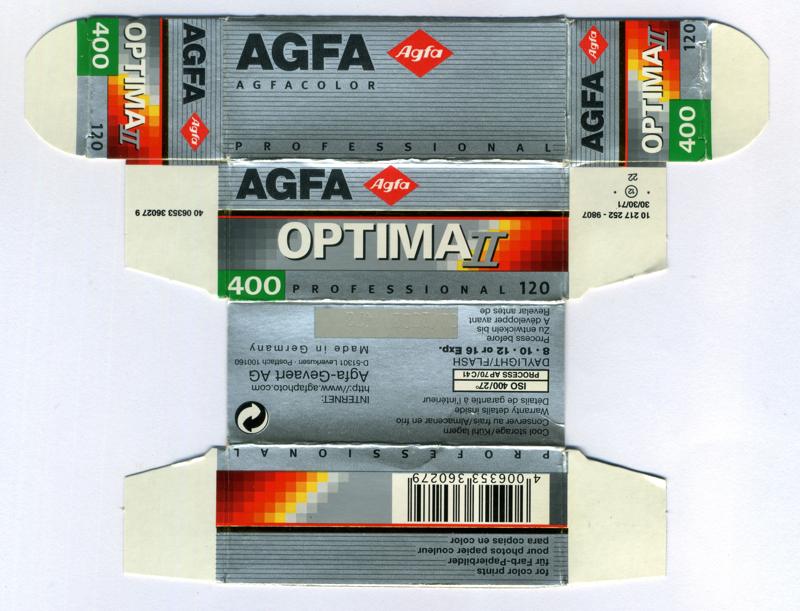 400
OPTIMA II
120
AGFA
Agfa
AGFA Agfa
AGFACOLOR
PROFESSIONAL
AGFA
Agfa
OPTIMA II
120
400
40 06353 36027 9
AGFA Agfa
OPTIMA II
400 PROFESSIONAL 120
10 217 252 - 9807
30/30/71
12
22
Cool storage/Kühl lagern
Conserver au frais/Almacenar en frío
Warranty details inside
Détails de garantie à l'intérieur
ISO 400/27°
PROCESS AP 70/C41
DAYLIGHT/FLASH
8 · 10 · 12 or 16 Exp.
Process before
Zu entwickeln bis
A développer avant
Revelar antes de
INTERNET:
http://www.agfaphoto.com
Agfa-Gevaert AG
D-51301 Leverkusen · Postfach 100160
Made in Germany
for color prints
für Farb-Papierbilder
pour photos papier couleur
para copias en color
4 006353 360279
PROFESSIONAL